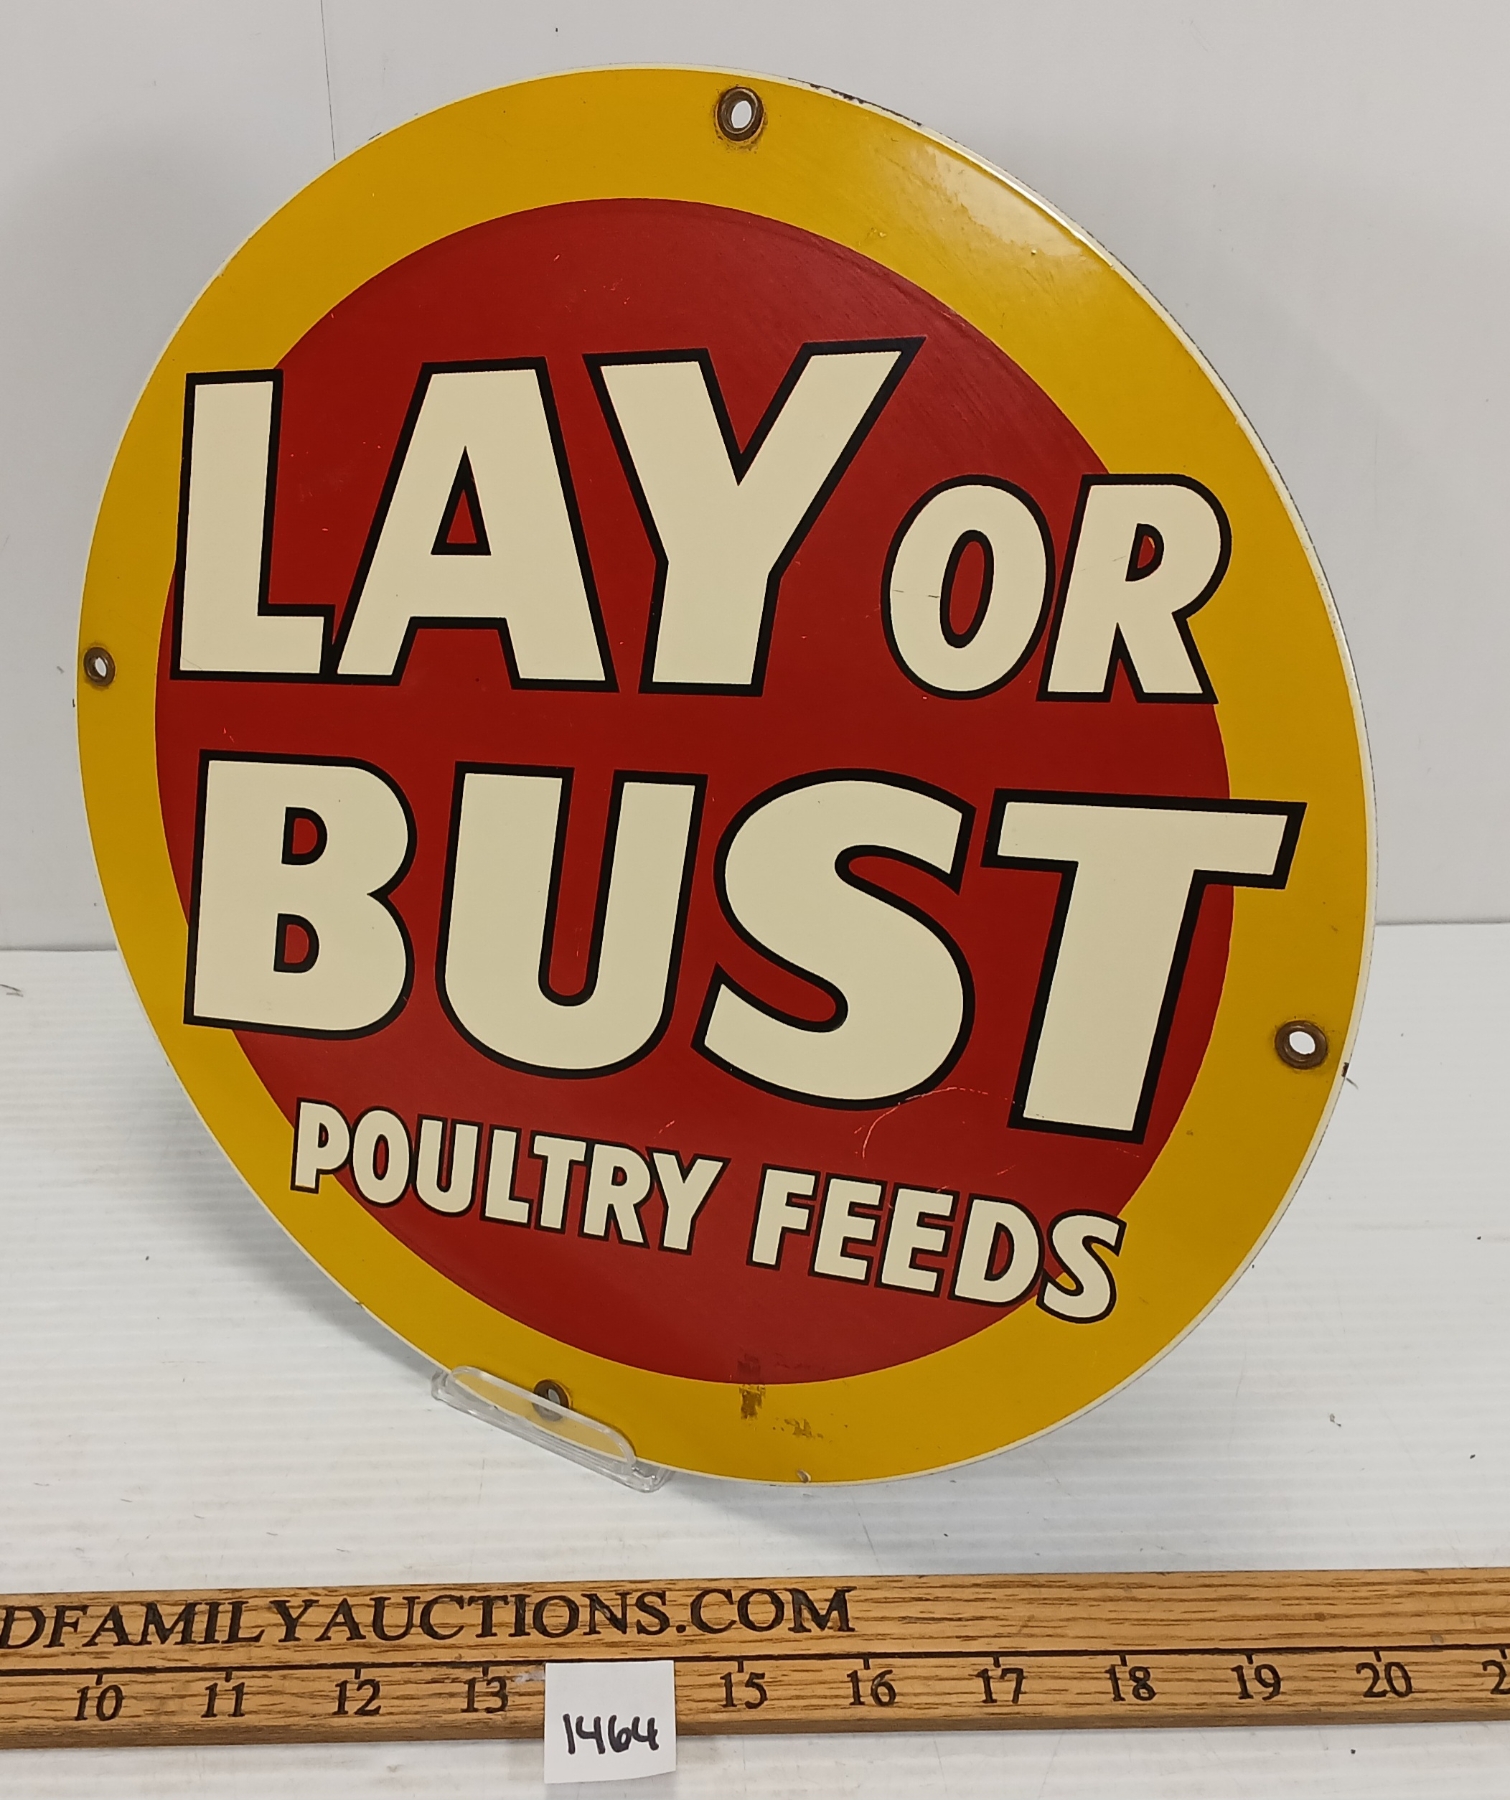 LAY OR
BUST
POULTRY FEEDS
DFAMILYAUCTIONS.COM
10 11 12 13 15 16 17 18 19 20
1464